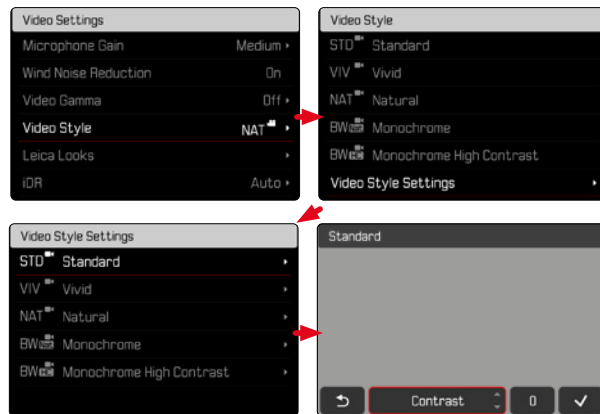 Video Settings
Microphone Gain Medium
Wind Noise Reduction On
Video Gamma Off
Video Style NAT
Leica Looks
iDR Auto
Video Style
STD Standard
VIV Vivid
NAT Natural
BW Monochrome
BW Monochrome High Contrast
Video Style Settings
Video Style Settings
STD Standard
VIV Vivid
NAT Natural
BW Monochrome
BW Monochrome High Contrast
Standard
Contrast 0